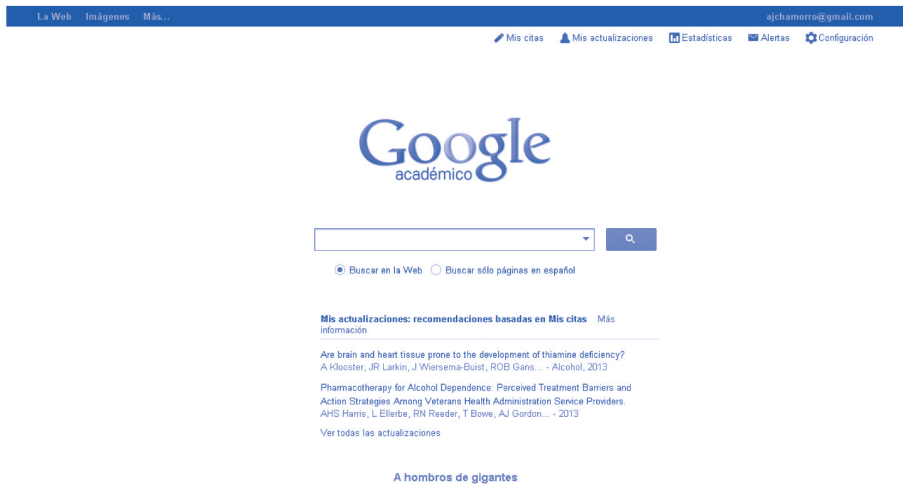 La Web Imágenes Más... ajchamorro@gmail.com
Mis citas Mis actualizaciones Estadísticas Alertas Configuración
Google
académico
Buscar en la Web Buscar sólo páginas en español
Mis actualizaciones: recomendaciones basadas en Mis citas Más
información
Are brain and heart tissue prone to the development of thiamine deficiency?
A Klooster, JR Larkin, J Wiersema-Buist, ROB Gans... - Alcohol, 2013
Pharmacotherapy for Alcohol Dependence: Perceived Treatment Barriers and
Action Strategies Among Veterans Health Administration Service Providers.
AHS Harris, L Ellerbe, RN Reeder, T Bowe, AJ Gordon... - 2013
Ver todas las actualizaciones
A hombros de gigantes